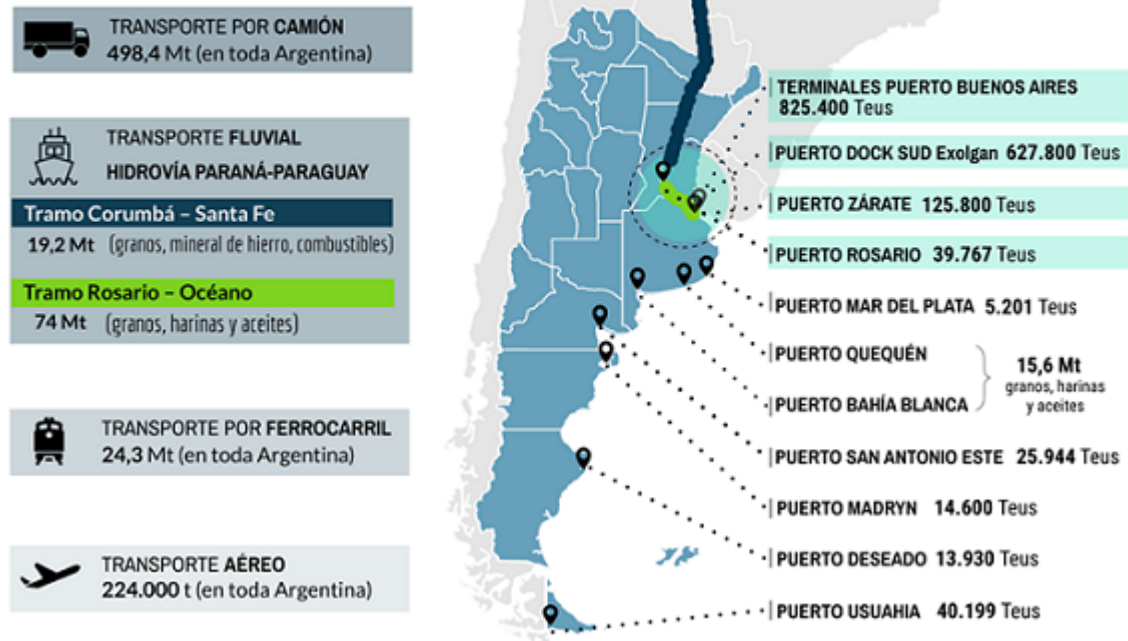 TRANSPORTE POR CAMIÓN
498,4 Mt (en toda Argentina)
TRANSPORTE FLUVIAL
HIDROVÍA PARANÁ-PARAGUAY
Tramo Corumbá – Santa Fe
19,2 Mt (granos, mineral de hierro, combustibles)
Tramo Rosario – Océano
74 Mt (granos, harinas y aceites)
TRANSPORTE POR FERROCARRIL
24,3 Mt (en toda Argentina)
TRANSPORTE AÉREO
224.000 t (en toda Argentina)
TERMINALES PUERTO BUENOS AIRES
825.400 Teus
PUERTO DOCK SUD Exolgan 627.800 Teus
PUERTO ZÁRATE 125.800 Teus
PUERTO ROSARIO 39.767 Teus
PUERTO MAR DEL PLATA 5.201 Teus
PUERTO QUEQUÉN
PUERTO BAHÍA BLANCA
15,6 Mt
granos, harinas
y aceites
PUERTO SAN ANTONIO ESTE 25.944 Teus
PUERTO MADRYN 14.600 Teus
PUERTO DESEADO 13.930 Teus
PUERTO USUAHIA 40.199 Teus